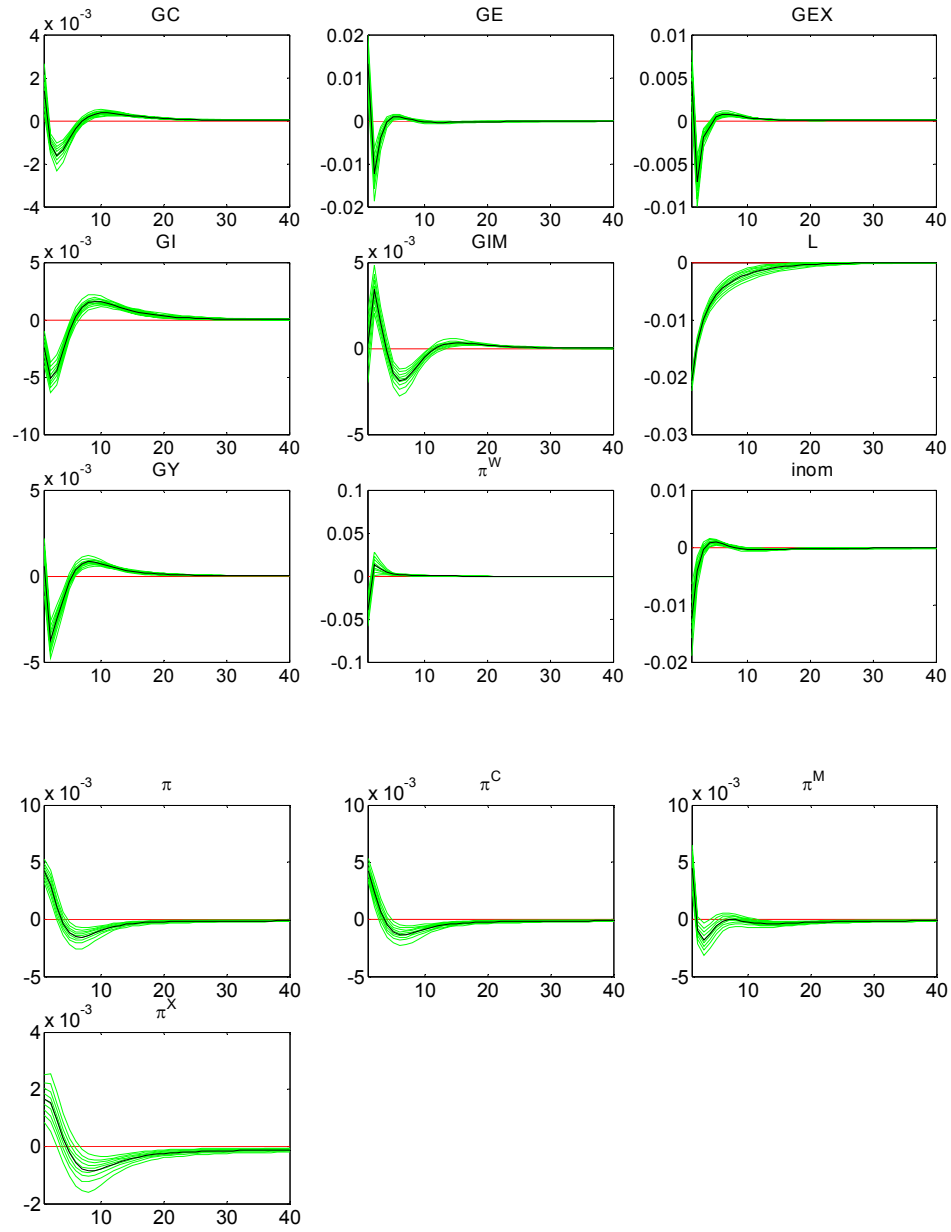 GC GE GEX
4 x 10⁻³ 0.02 0.01
2 0.01 0.005
0 0 0
-2 -0.01 -0.005
-4 -0.02 -0.01
10 20 30 40 10 20 30 40 10 20 30 40
GI GIM L
5 x 10⁻³ 5 x 10⁻³ 0
0 -0.01
-5 0 -0.02
-10 -5 -0.03
10 20 30 40 10 20 30 40 10 20 30 40
GY π^W inom
5 x 10⁻³ 0.1 0.01
0.05 0
0 0 -0.01
-0.05
-5 -0.1 -0.02
10 20 30 40 10 20 30 40 10 20 30 40
π π^C π^M
10 x 10⁻³ 10 x 10⁻³ 10 x 10⁻³
5 5 5
0 0 0
-5 -5 -5
10 20 30 40 10 20 30 40 10 20 30 40
π^X
4 x 10⁻³
2
0
-2
10 20 30 40